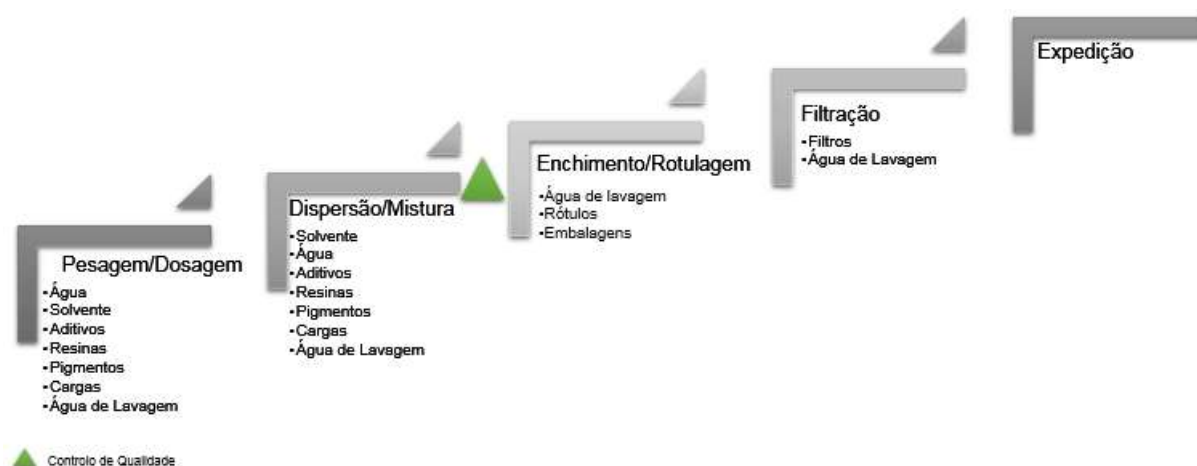 Pesagem/Dosagem
▪Água
▪Solvente
▪Aditivos
▪Resinas
▪Pigmentos
▪Cargas
▪Água de Lavagem
Dispersão/Mistura
▪Solvente
▪Água
▪Aditivos
▪Resinas
▪Pigmentos
▪Cargas
▪Água de Lavagem
Enchimento/Rotulagem
▪Água de lavagem
▪Rótulos
▪Embalagens
Filtração
▪Filtros
▪Água de Lavagem
Expedição
Controlo de Qualidade